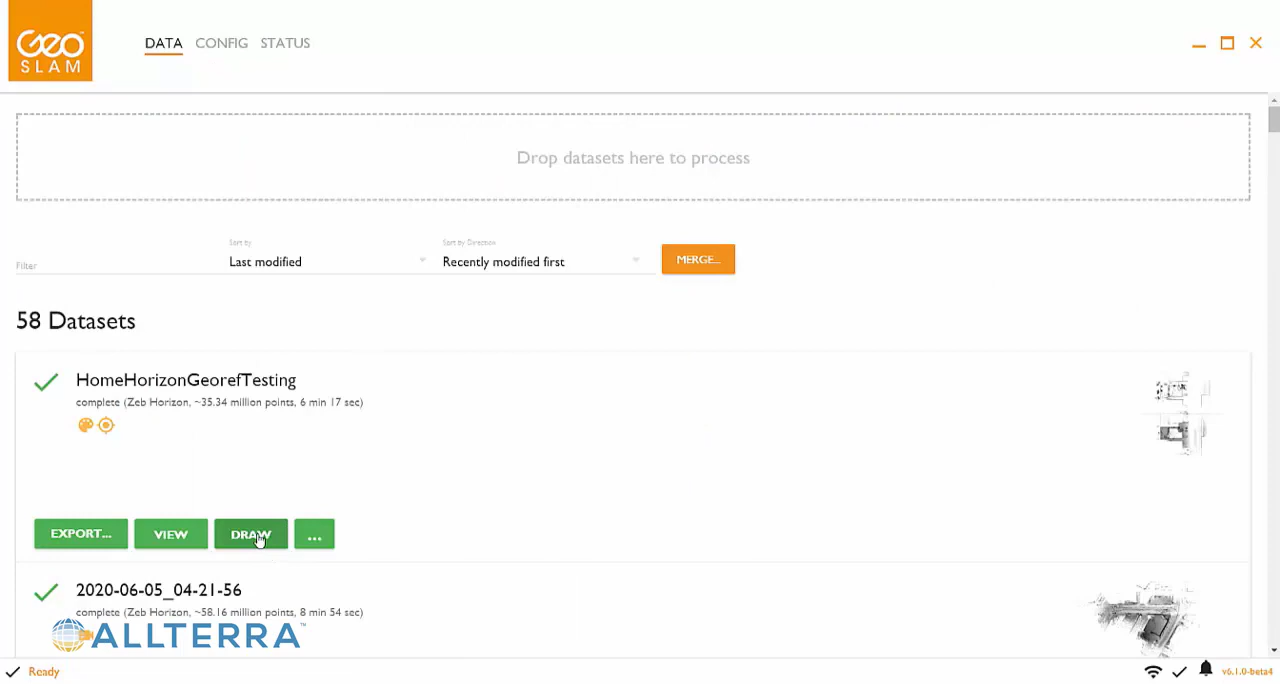 GEO
SLAM
DATA CONFIG STATUS
Drop datasets here to process
Filter
Sort by
Last modified
Sort by Direction
Recently modified first
MERGE...
58 Datasets
HomeHorizonGeorefTesting
complete (Zeb Horizon, ~35.34 million points, 6 min 17 sec)
EXPORT... VIEW DRAW ...
2020-06-05_04-21-56
complete (Zeb Horizon, ~58.16 million points, 8 min 54 sec)
ALLTERRA™
Ready
v6.1.0-beta4